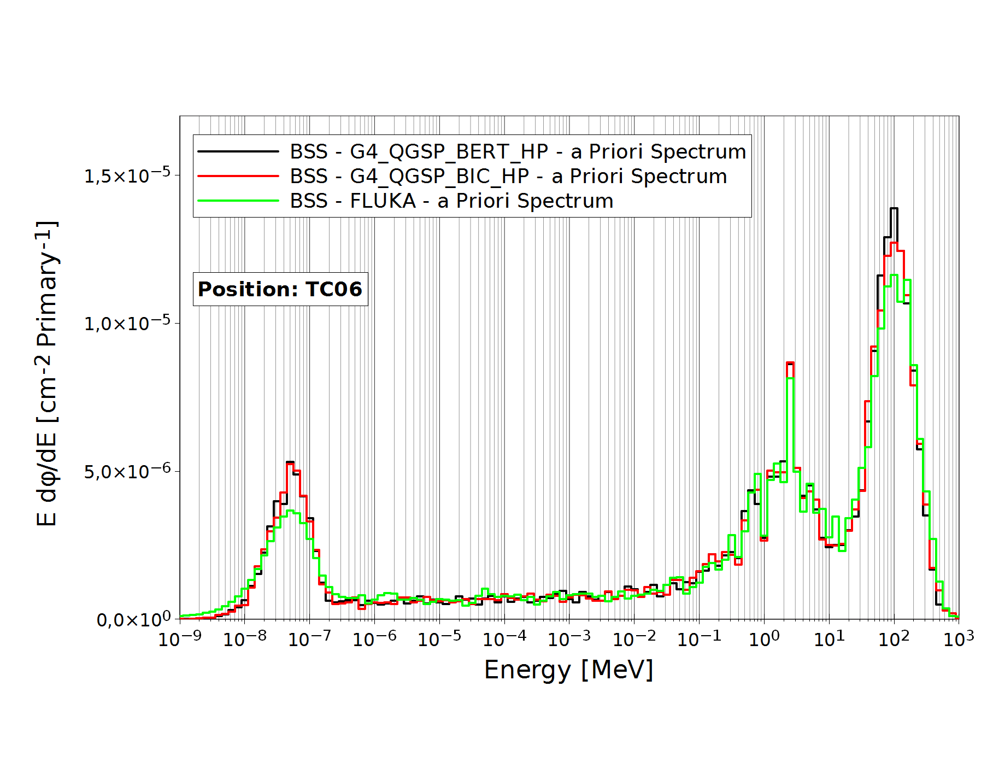 BSS - G4_QGSP_BERT_HP - a Priori Spectrum
BSS - G4_QGSP_BIC_HP - a Priori Spectrum
BSS - FLUKA - a Priori Spectrum
Position: TC06
E dφ/dE [cm-2 Primary-1]
1,5×10⁻⁵
1,0×10⁻⁵
5,0×10⁻⁶
0,0×10⁰
10⁻⁹ 10⁻⁸ 10⁻⁷ 10⁻⁶ 10⁻⁵ 10⁻⁴ 10⁻³ 10⁻² 10⁻¹ 10⁰ 10¹ 10² 10³
Energy [MeV]